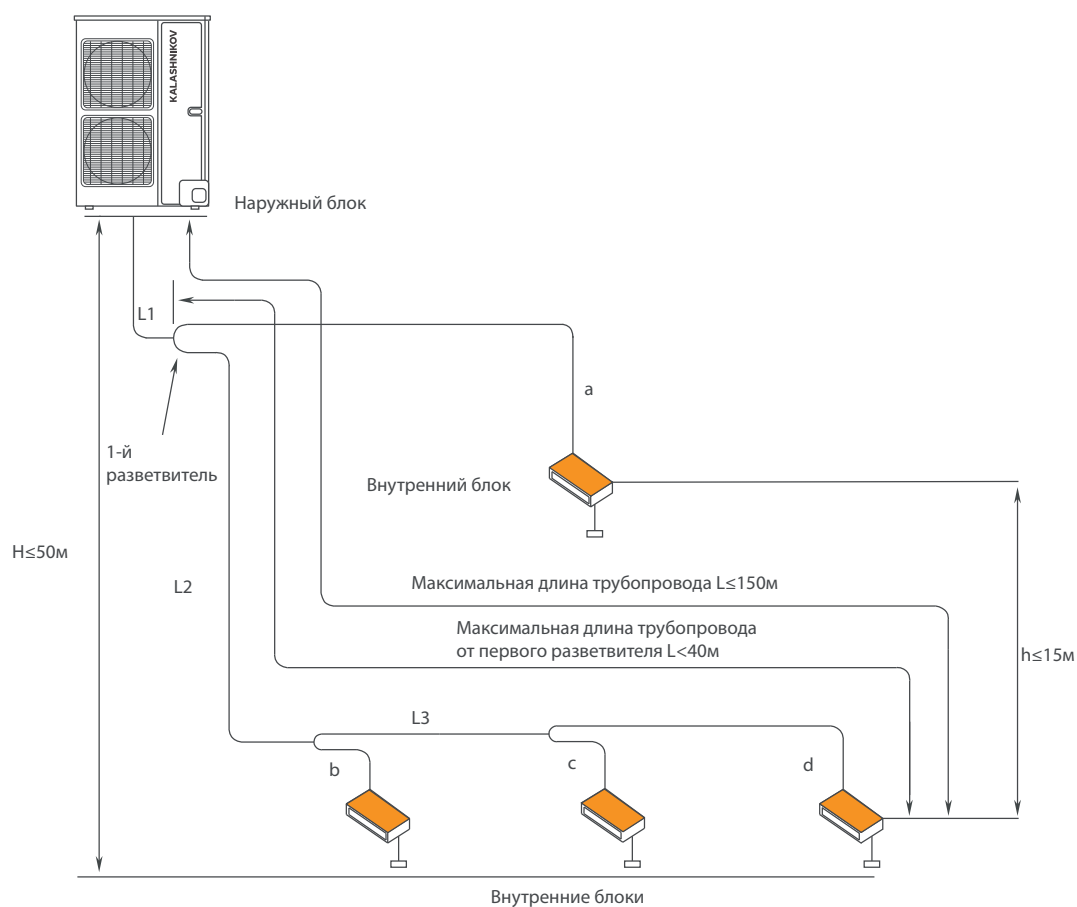 KALASHNIKOV
Наружный блок
L1
a
1-й
разветвитель
Внутренний блок
H≤50м
L2
Максимальная длина трубопровода L≤150м
Максимальная длина трубопровода
от первого разветвителя L<40м
h≤15м
L3
b
c
d
Внутренние блоки